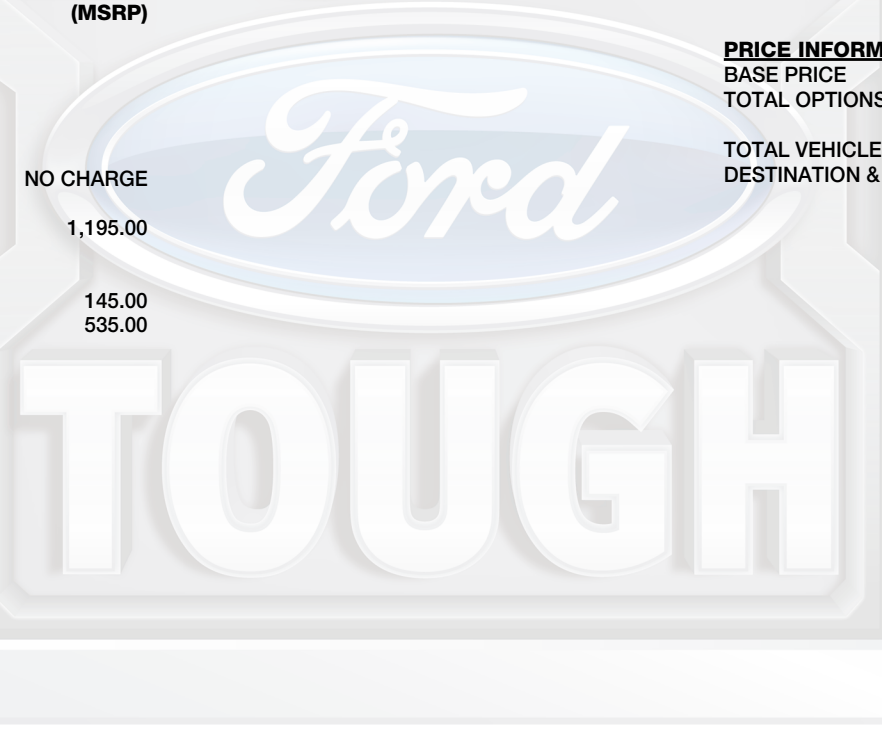 (MSRP)
NO CHARGE
1,195.00
145.00
535.00
PRICE INFORM
BASE PRICE
TOTAL OPTIONS
TOTAL VEHICLE
DESTINATION &
Ford
TOUGH